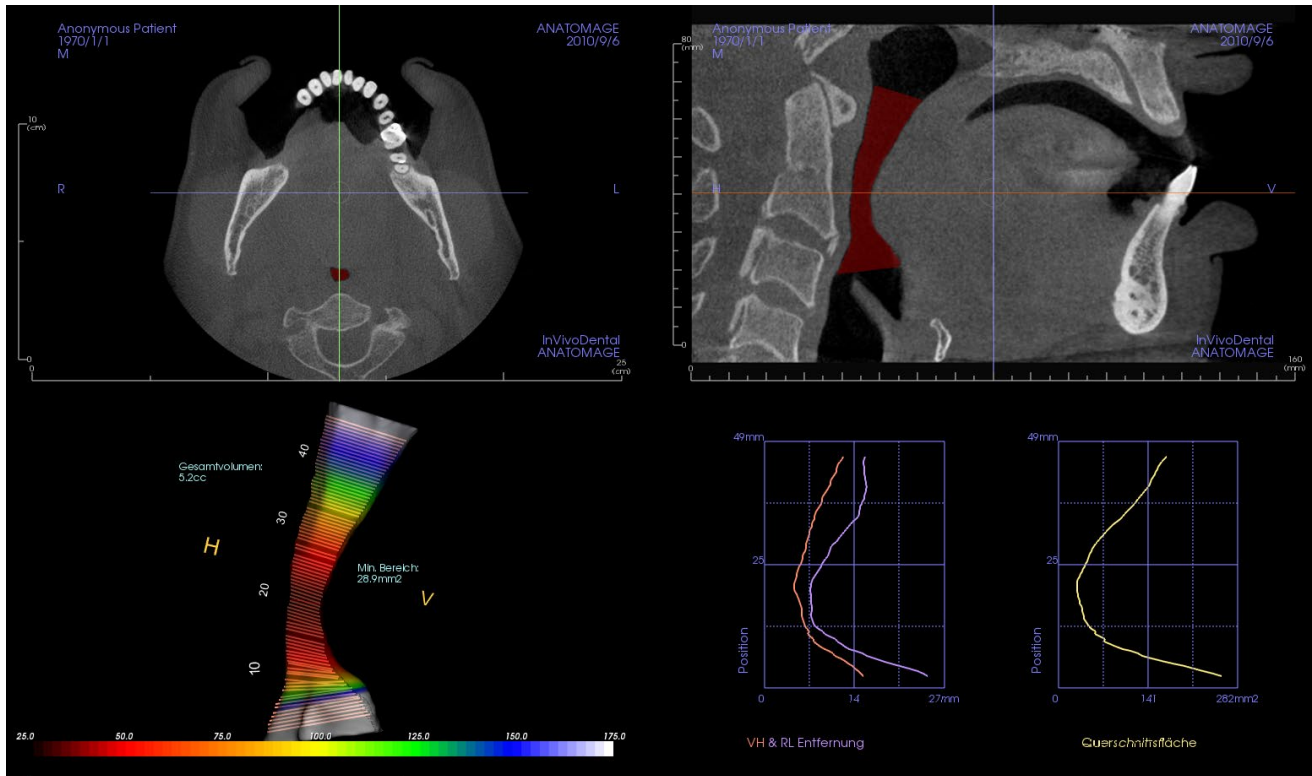 Anonymous Patient
1970/1/1
M
ANATOMAGE
2010/9/6
10
(cm)
R
L
0
InVivoDental
ANATOMAGE
0
25
(cm)
Anonymous Patient
1970/1/1
M
ANATOMAGE
2010/9/6
80
(mm)
H
V
0
InVivoDental
ANATOMAGE
0
160
(mm)
Gesamtvolumen:
5.2cc
40
30
20
10
H
V
Min. Bereich:
28.9mm2
25.0 50.0 75.0 100.0 125.0 150.0 175.0
49mm
25
Position
0 14 27mm
VH & RL Entfernung
49mm
25
Position
0 141 282mm2
Querschnittsfläche